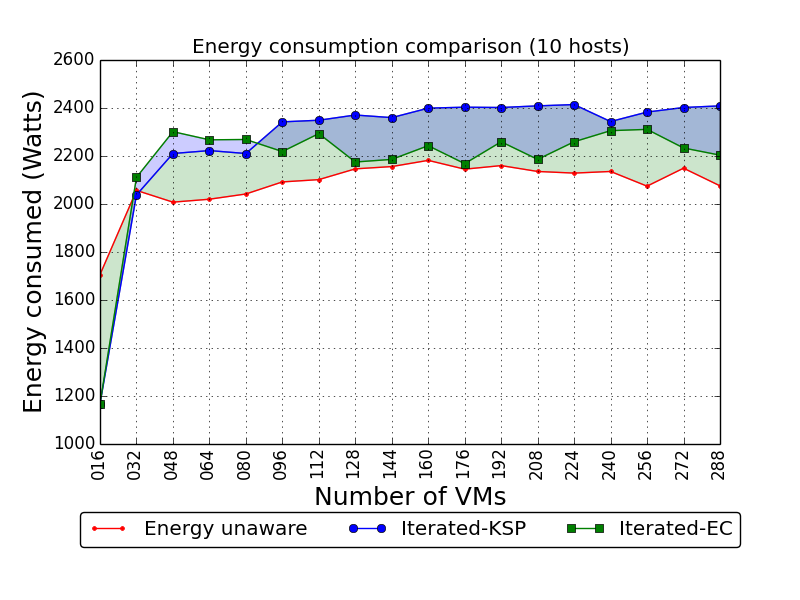 Energy consumption comparison (10 hosts)
Energy consumed (Watts)
2600
2400
2200
2000
1800
1600
1400
1200
1000
016 032 048 064 080 096 112 128 144 160 176 192 208 224 240 256 272 288
Number of VMs
Energy unaware Iterated-KSP Iterated-EC